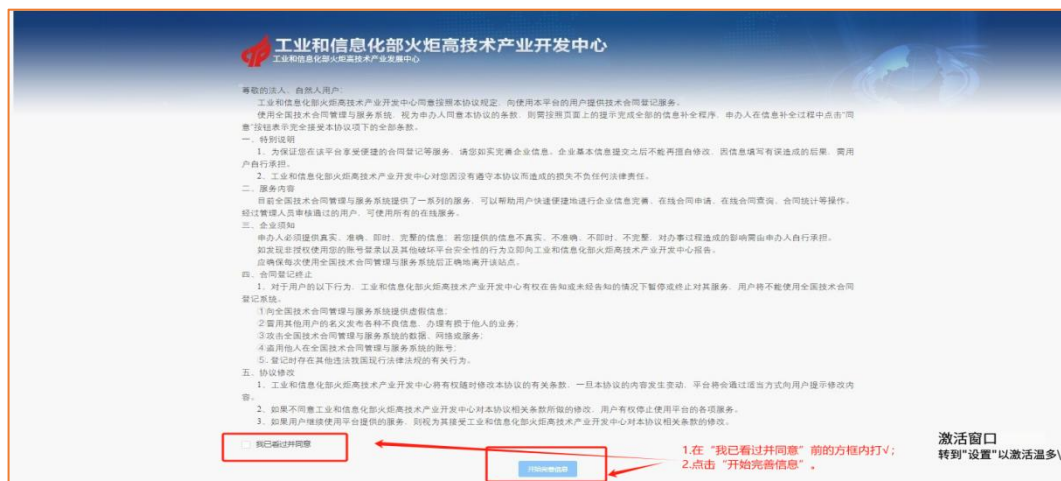 工业和信息化部火炬高技术产业开发中心
工业和信息化部火炬高技术产业发展中心
尊敬的法人、自然人用户:
工业和信息化部火炬高技术产业开发中心同意按照本协议规定,向使用本平台的用户提供技术合同登记服务。
使用全国技术合同管理与服务系统,视为申办人同意本协议的条款,则需按照页面上的提示完成全部的信息补全程序,申办人在信息补全过程中点击"同
意"按钮表示完全接受本协议项下的全部条款。
一、特别说明
1、为保证您在该平台享受便捷的合同登记等服务,请您如实完善企业信息。企业基本信息提交之后不能再擅自修改,因信息填写有误造成的后果,需用
户自行承担。
2、工业和信息化部火炬高技术产业开发中心对您因没有遵守本协议而造成的损失不负任何法律责任。
二、服务内容
目前全国技术合同管理与服务系统提供了一系列的服务,可以帮助用户快速便捷地进行企业信息完善、在线合同申请、在线合同查询、合同统计等操作。
经过管理人员审核通过的用户,可使用所有的在线服务。
三、企业须知
申办人必须提供真实、准确、即时、完整的信息;若您提供的信息不真实、不准确、不即时、不完整,对办事过程造成的影响需由申办人自行承担。
如发现非授权使用您的账号登录以及其他破坏平台安全性的行为立即向工业和信息化部火炬高技术产业开发中心报告。
应确保每次使用全国技术合同管理与服务系统后正确地离开该站点。
四、合同登记终止
1、对于用户的以下行为,工业和信息化部火炬高技术产业开发中心有权在告知或未经告知的情况下暂停或终止对其服务,用户将不能使用全国技术合同
登记系统。
①向全国技术合同管理与服务系统提供虚假信息;
②冒用其他用户的名义发布各种不良信息,办理有损于他人的业务;
③攻击全国技术合同管理与服务系统的数据、网络或服务;
④盗用他人在全国技术合同管理与服务系统的账号;
5、登记时存在其他违法我国现行法律法规的有关行为。
五、协议修改
1、工业和信息化部火炬高技术产业开发中心将有权随时修改本协议的有关条款,一旦本协议的内容发生变动,平台将会通过适当方式向用户提示修改内
容。
2、如果不同意工业和信息化部火炬高技术产业开发中心对本协议相关条款所做的修改,用户有权停止使用平台的各项服务。
3、如果用户继续使用平台提供的服务,则视为其接受工业和信息化部火炬高技术产业开发中心对本协议相关条款的修改。
我已看过并同意
开始完善信息
1.在“我已看过并同意”前的方框内打√;
2.点击“开始完善信息”。
激活窗口
转到"设置"以激活温多\